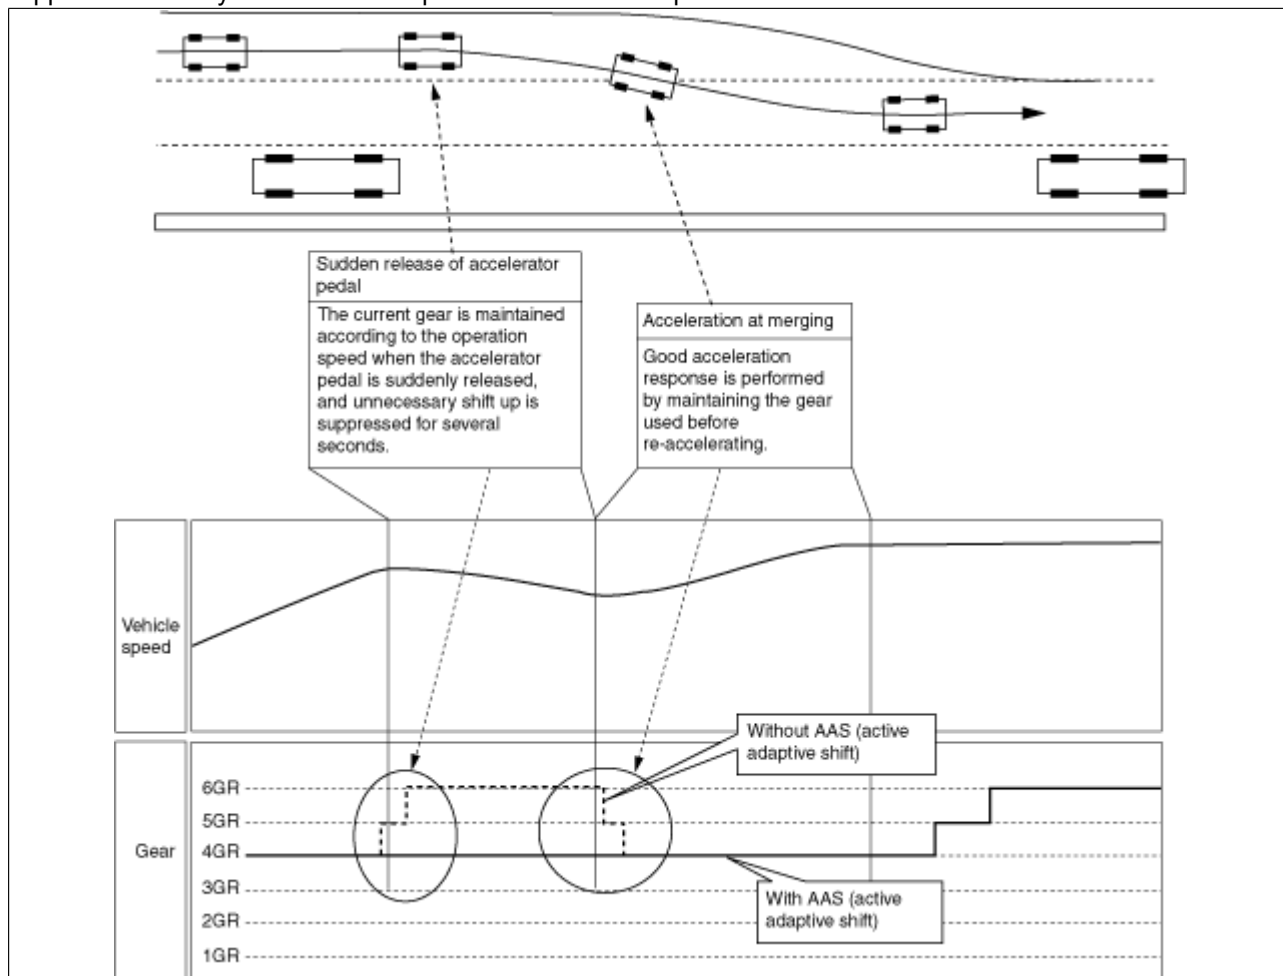 Sudden release of accelerator
pedal
The current gear is maintained
according to the operation
speed when the accelerator
pedal is suddenly released,
and unnecessary shift up is
suppressed for several
seconds.
Acceleration at merging
Good acceleration
response is performed
by maintaining the gear
used before
re-accelerating.
Vehicle
speed
Without AAS (active
adaptive shift)
Gear
6GR
5GR
4GR
3GR
2GR
1GR
With AAS (active
adaptive shift)